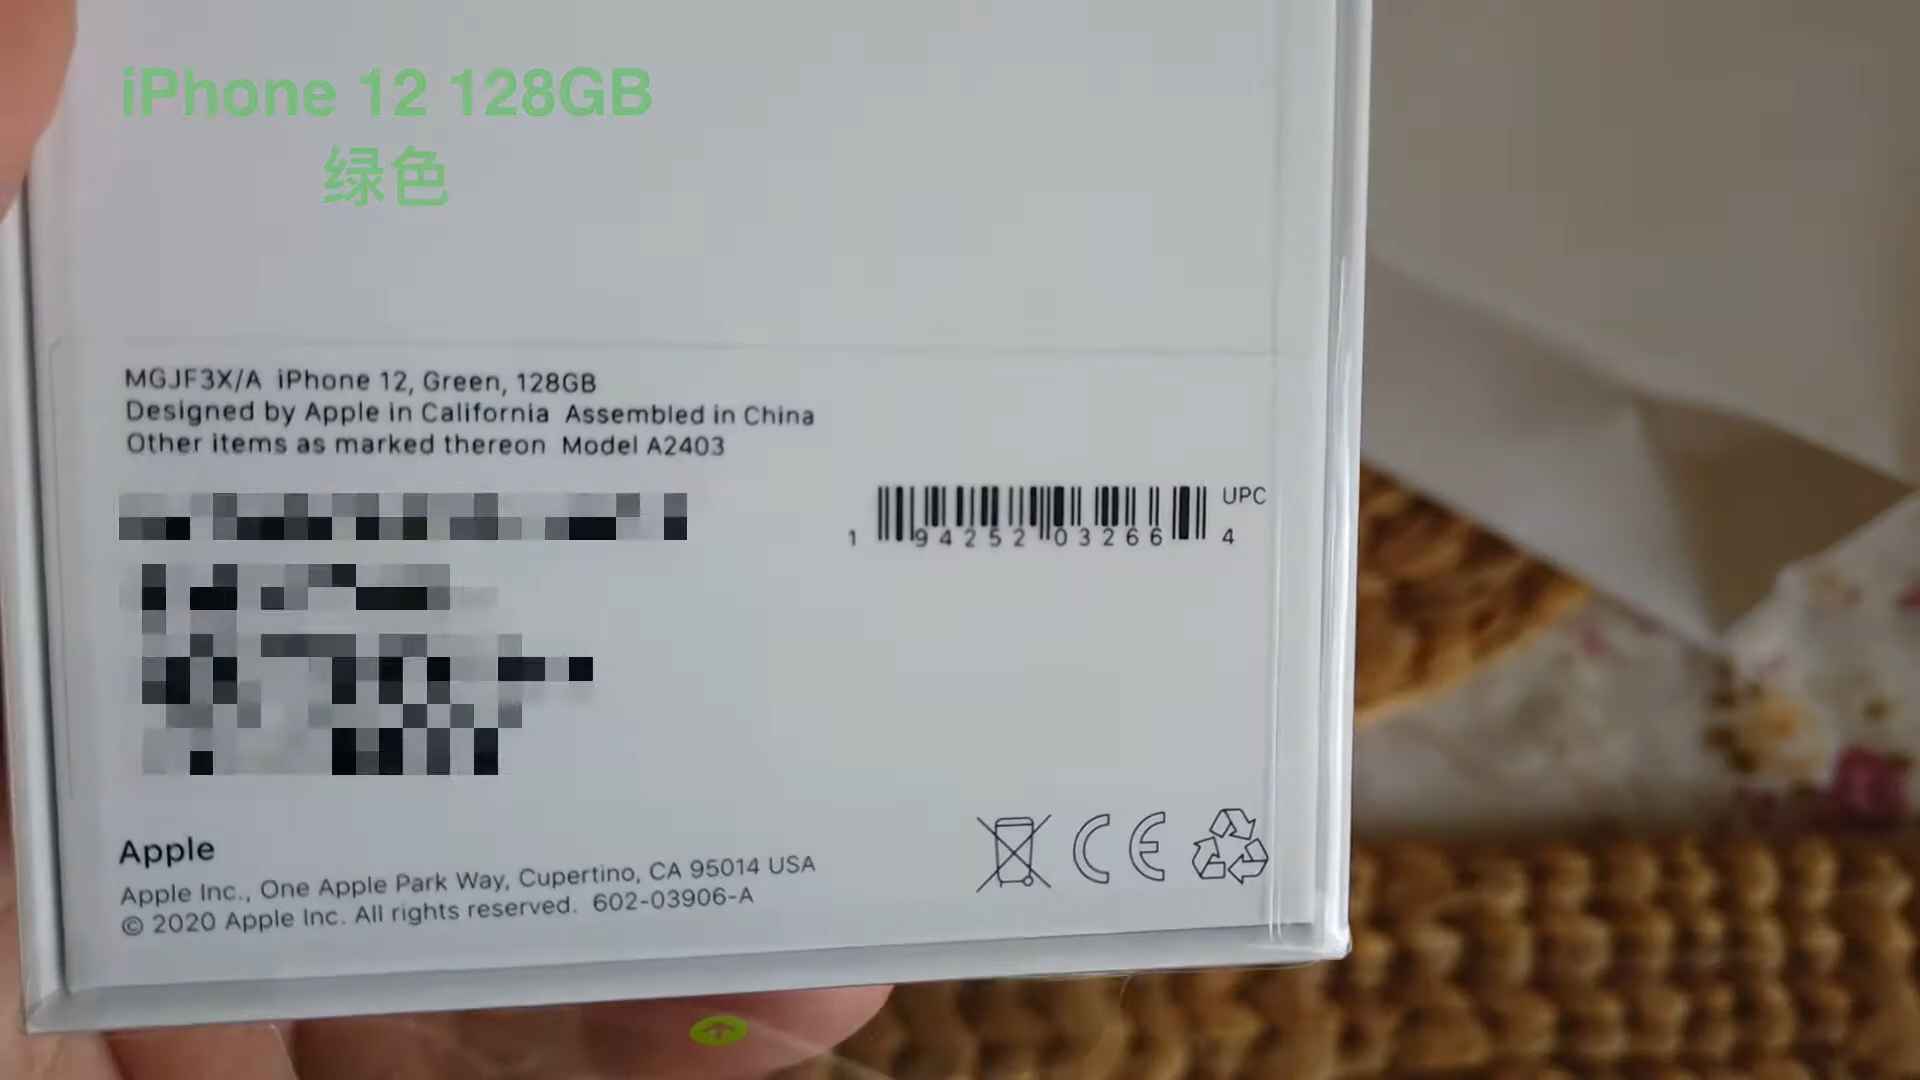 iPhone 12 128GB
绿色
MGJF3X/A iPhone 12, Green, 128GB
Designed by Apple in California Assembled in China
Other items as marked thereon Model A2403
UPC
1 94252 03266 4
Apple
Apple Inc., One Apple Park Way, Cupertino, CA 95014 USA
© 2020 Apple Inc. All rights reserved. 602-03906-A